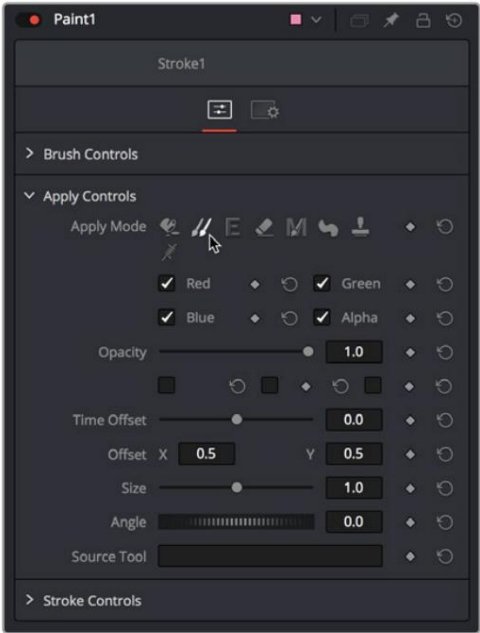 Paint1
Stroke1
Brush Controls
Apply Controls
Apply Mode
Red Green
Blue Alpha
Opacity 1.0
Time Offset 0.0
Offset X 0.5 Y 0.5
Size 1.0
Angle 0.0
Source Tool
Stroke Controls